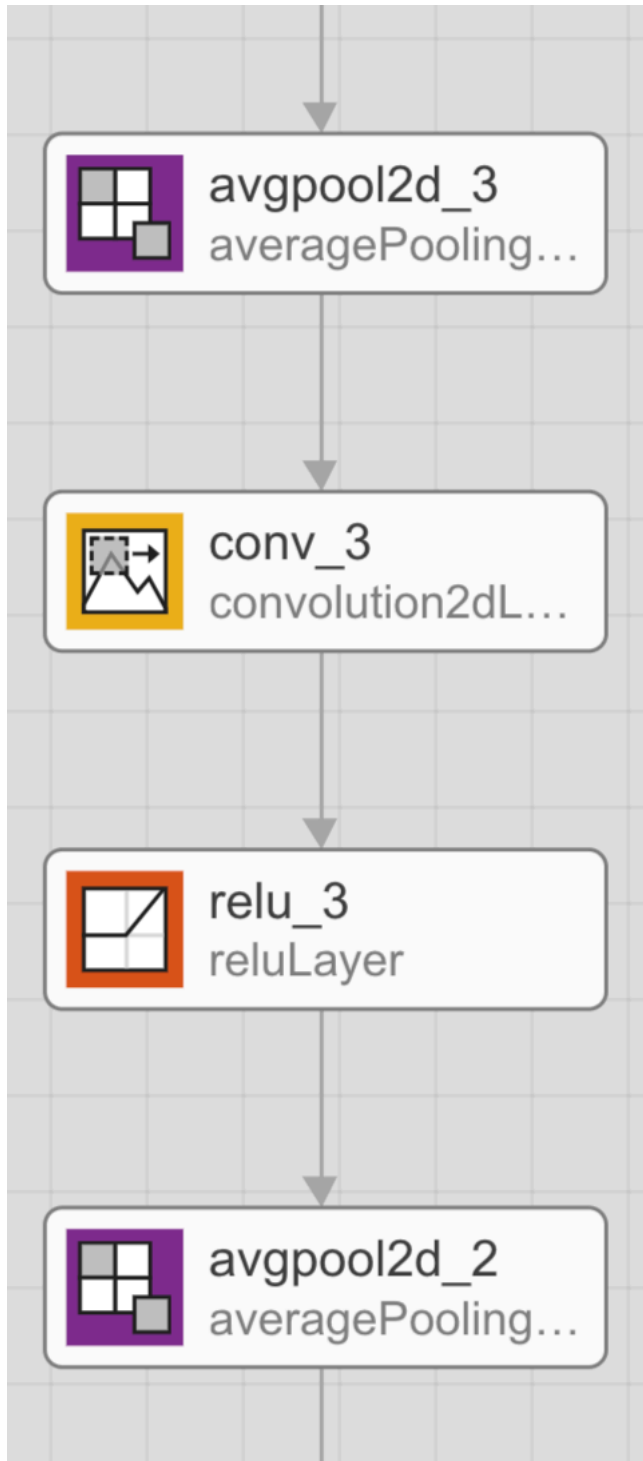 avgpool2d_3
averagePooling...
conv_3
convolution2dL...
relu_3
reluLayer
avgpool2d_2
averagePooling...